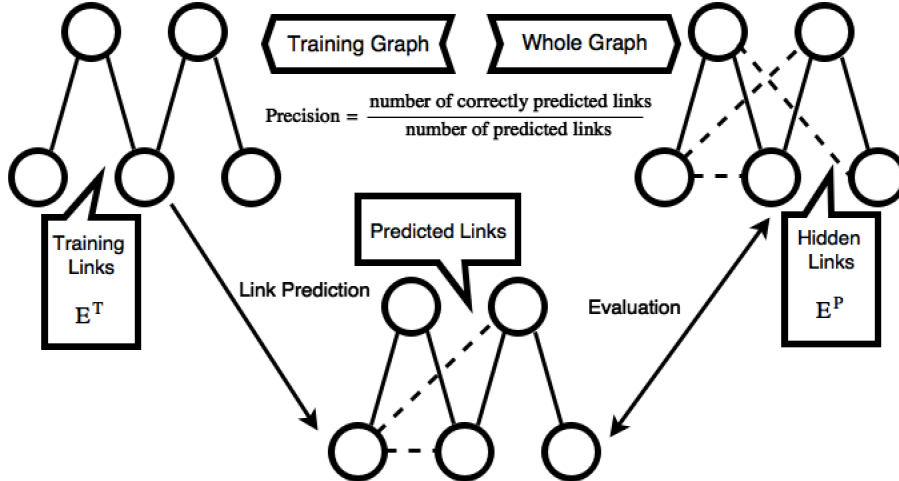 Training Graph
Whole Graph
Precision = number of correctly predicted links
number of predicted links
Training
Links
E^T
Predicted Links
Hidden
Links
E^P
Link Prediction
Evaluation